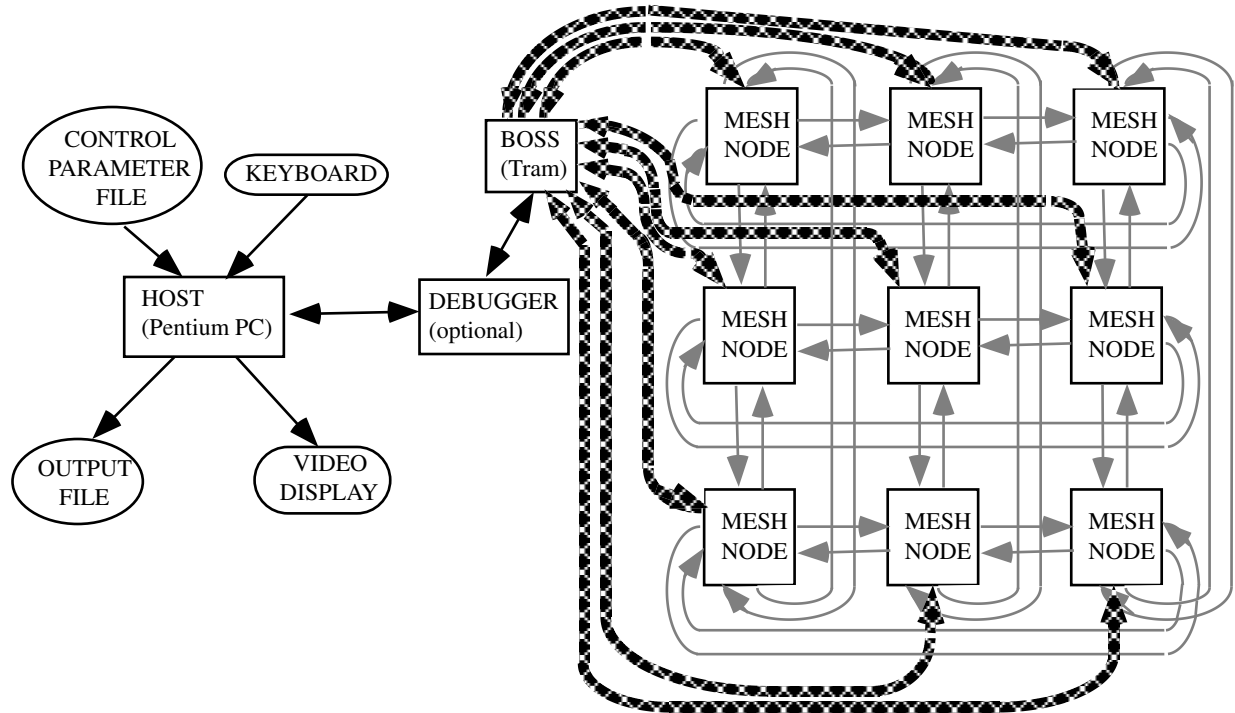 CONTROL
PARAMETER
FILE
KEYBOARD
HOST
(Pentium PC)
OUTPUT
FILE
VIDEO
DISPLAY
DEBUGGER
(optional)
BOSS
(Tram)
MESH
NODE
MESH
NODE
MESH
NODE
MESH
NODE
MESH
NODE
MESH
NODE
MESH
NODE
MESH
NODE
MESH
NODE